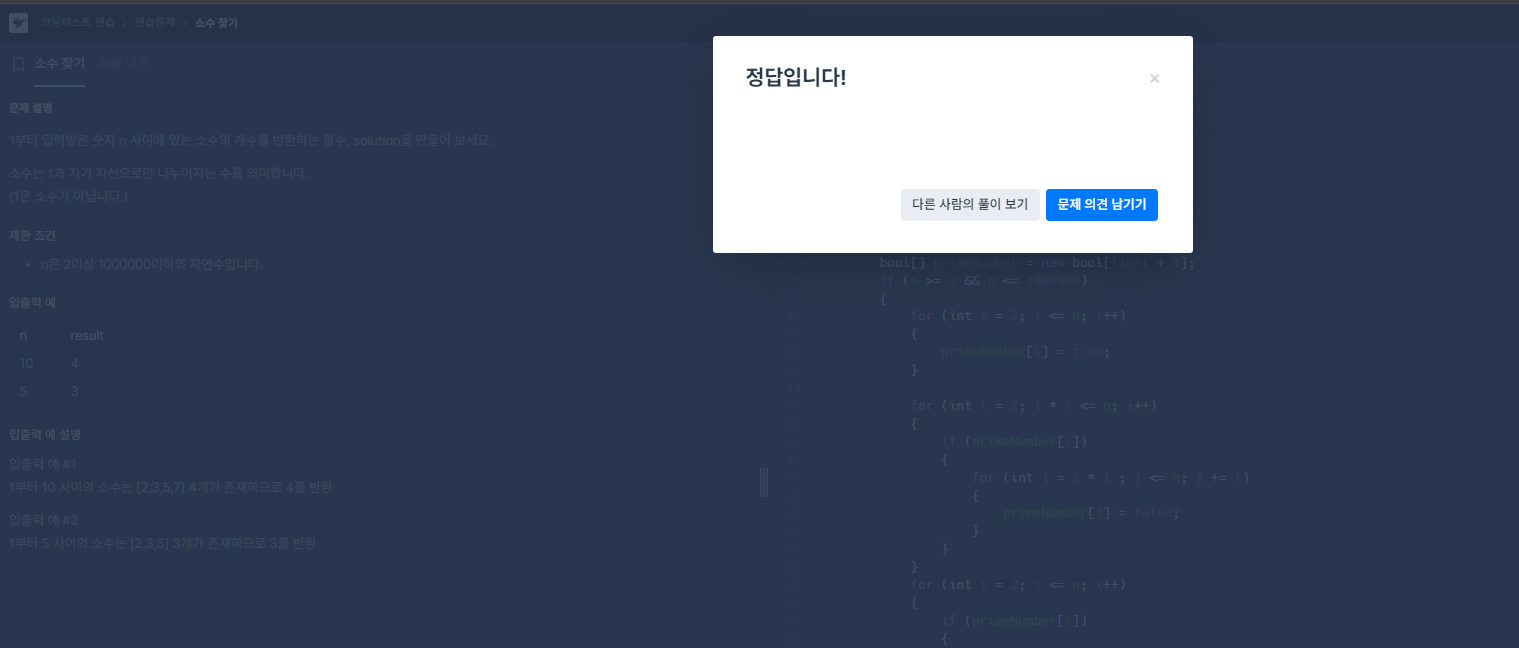 코딩테스트 연습 > 연습문제 > 소수 찾기
소수 찾기 제출 내역
문제 설명
1부터 입력받은 숫자 n 사이에 있는 소수의 개수를 반환하는 함수, solution을 만들어 보세요.
소수는 1과 자기 자신으로만 나누어지는 수를 의미합니다.
(1은 소수가 아닙니다.)
제한 조건
• n은 2이상 1000000이하의 자연수입니다.
입출력 예
n result
10 4
5 3
입출력 예 설명
입출력 예 #1
1부터 10 사이의 소수는 [2,3,5,7] 4개가 존재하므로 4를 반환
입출력 예 #2
1부터 5 사이의 소수는 [2,3,5] 3개가 존재하므로 3를 반환
정답입니다!
×
다른 사람의 풀이 보기
문제 의견 남기기
bool[] primeNumber = new bool[limit + 1];
if (n >= 2 && n <= 1000000)
{
for (int i = 2; i <= n; i++)
{
primeNumber[i] = true;
}
for (int i = 2; i * i <= n; i++)
{
if (primeNumber[i])
{
for (int j = i * i ; j <= n; j += i)
{
primeNumber[j] = false;
}
}
}
for (int i = 2; i <= n; i++)
{
if (primeNumber[i])
{